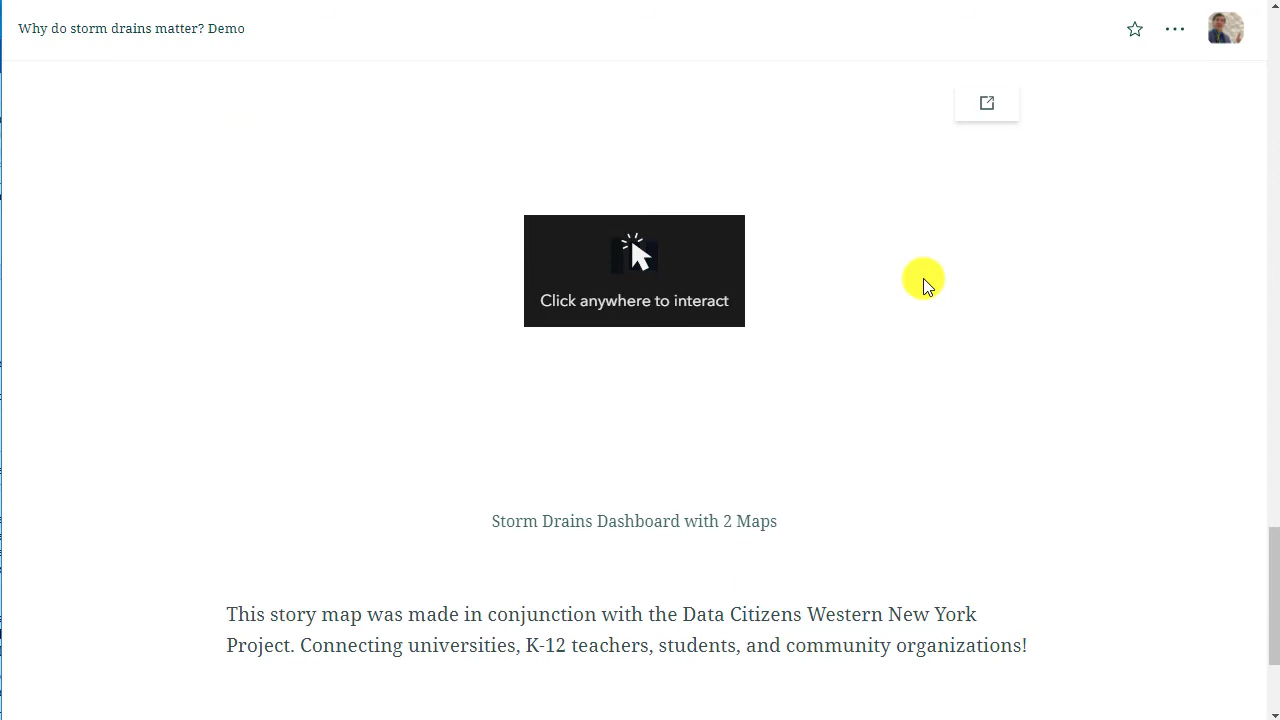 Why do storm drains matter? Demo
Click anywhere to interact
Storm Drains Dashboard with 2 Maps
This story map was made in conjunction with the Data Citizens Western New York
Project. Connecting universities, K-12 teachers, students, and community organizations!